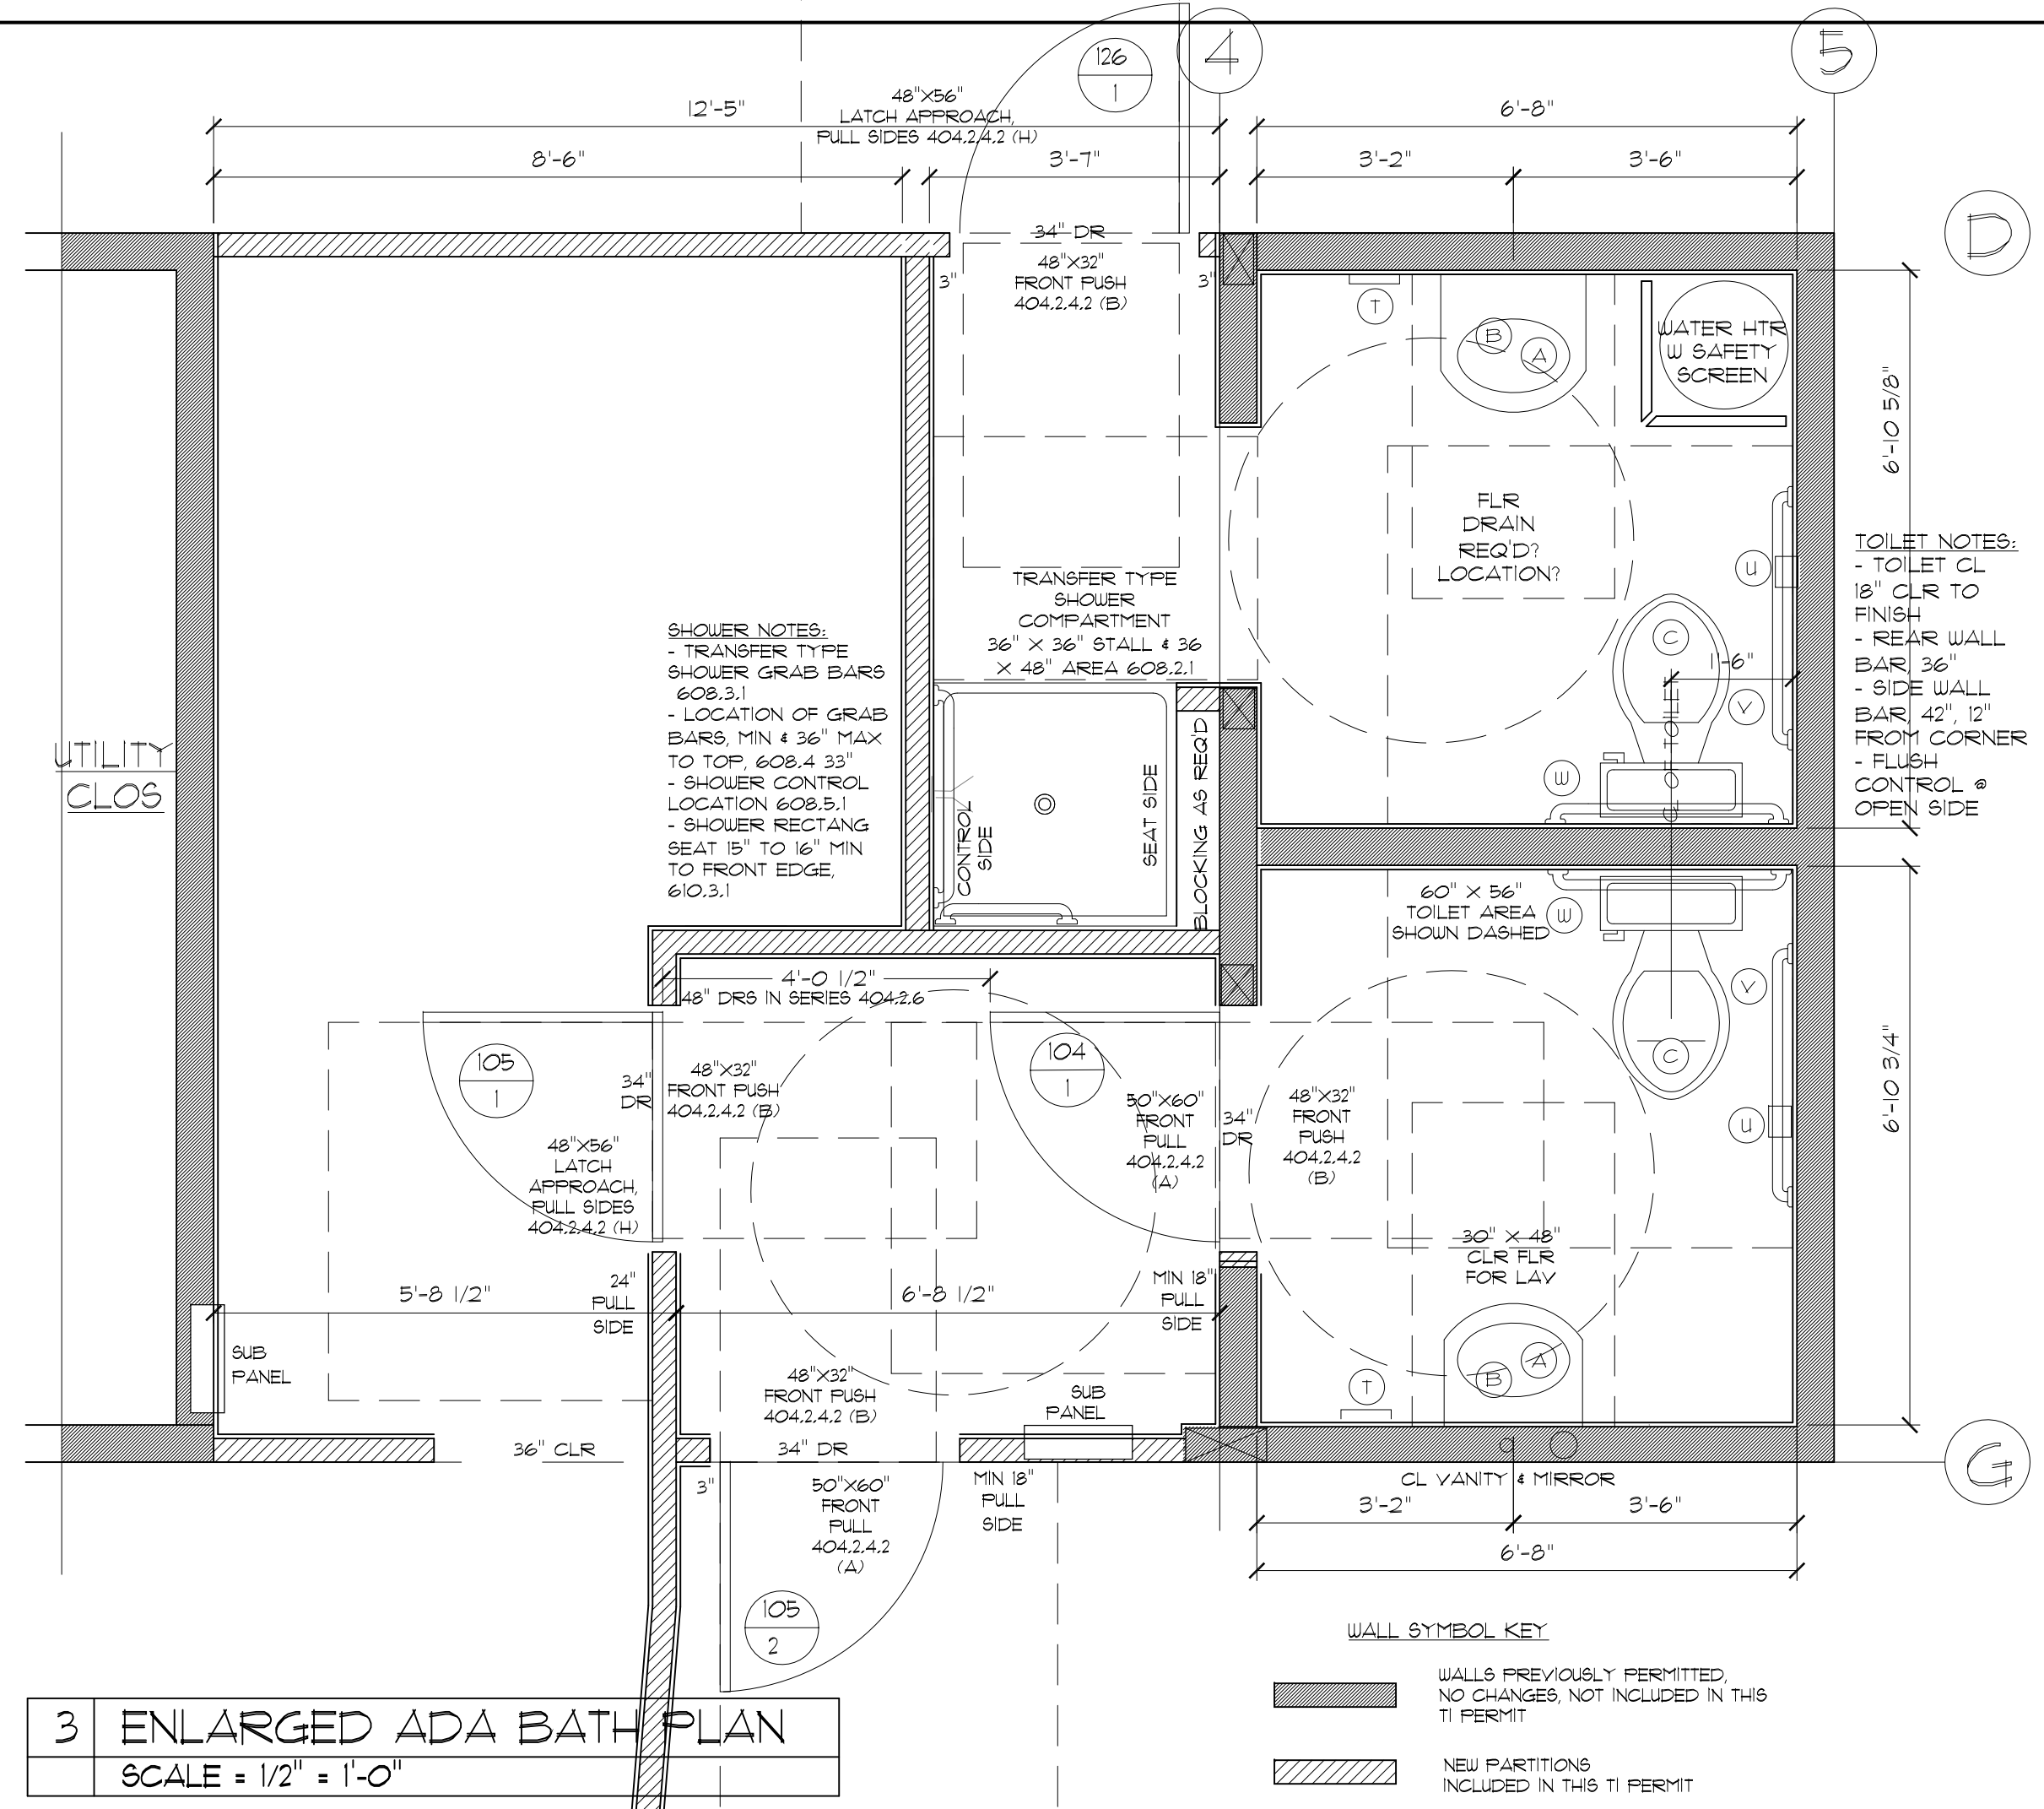 126
1
4
5
12'-5"
48"X56"
LATCH APPROACH,
PULL SIDES 404.2.4.2 (H)
6'-8"
8'-6"
3'-7"
3'-2"
3'-6"
D
34" DR
48"X32"
FRONT PUSH
404.2.4.2 (B)
3"
3"
T
B
A
WATER HTR
W SAFETY
SCREEN
6'-10 5/8"
FLR
DRAIN
REQ'D?
LOCATION?
U
TOILET NOTES:
- TOILET CL
18" CLR TO
FINISH
- REAR WALL
BAR, 36"
- SIDE WALL
BAR, 42", 12"
FROM CORNER
- FLUSH
CONTROL @
OPEN SIDE
TRANSFER TYPE
SHOWER
COMPARTMENT
36" X 36" STALL & 36
X 48" AREA 608.2.1
C
1'-6"
V
W
CL OF TOILET
SHOWER NOTES:
- TRANSFER TYPE
SHOWER GRAB BARS
608.3.1
- LOCATION OF GRAB
BARS, MIN & 36" MAX
TO TOP, 608.4 33"
- SHOWER CONTROL
LOCATION 608.5.1
- SHOWER RECTANG
SEAT 15" TO 16" MIN
TO FRONT EDGE,
610.3.1
UTILITY
CLOS
CONTROL
SIDE
SEAT SIDE
BLOCKING AS REQ'D
60" X 56"
TOILET AREA
SHOWN DASHED
W
V
C
U
6'-10 3/4"
4'-0 1/2"
48" DRS IN SERIES 404.2.6
105
1
34"
DR
48"X32"
FRONT PUSH
404.2.4.2 (B)
104
1
50"X60"
FRONT
PULL
404.2.4.2
(A)
34"
DR
48"X32"
FRONT
PUSH
404.2.4.2
(B)
48"X56"
LATCH
APPROACH,
PULL SIDES
404.2.4.2 (H)
30" X 48"
CLR FLR
FOR LAV
5'-8 1/2"
24"
PULL
SIDE
6'-8 1/2"
MIN 18"
PULL
SIDE
SUB
PANEL
48"X32"
FRONT PUSH
404.2.4.2 (B)
SUB
PANEL
T
B
A
36" CLR
34" DR
G
3"
50"X60"
FRONT
PULL
404.2.4.2
(A)
MIN 18"
PULL
SIDE
CL VANITY & MIRROR
3'-2"
3'-6"
6'-8"
105
2
WALL SYMBOL KEY
WALLS PREVIOUSLY PERMITTED,
NO CHANGES, NOT INCLUDED IN THIS
TI PERMIT
NEW PARTITIONS
INCLUDED IN THIS TI PERMIT
3 ENLARGED ADA BATH PLAN
SCALE = 1/2" = 1'-0"